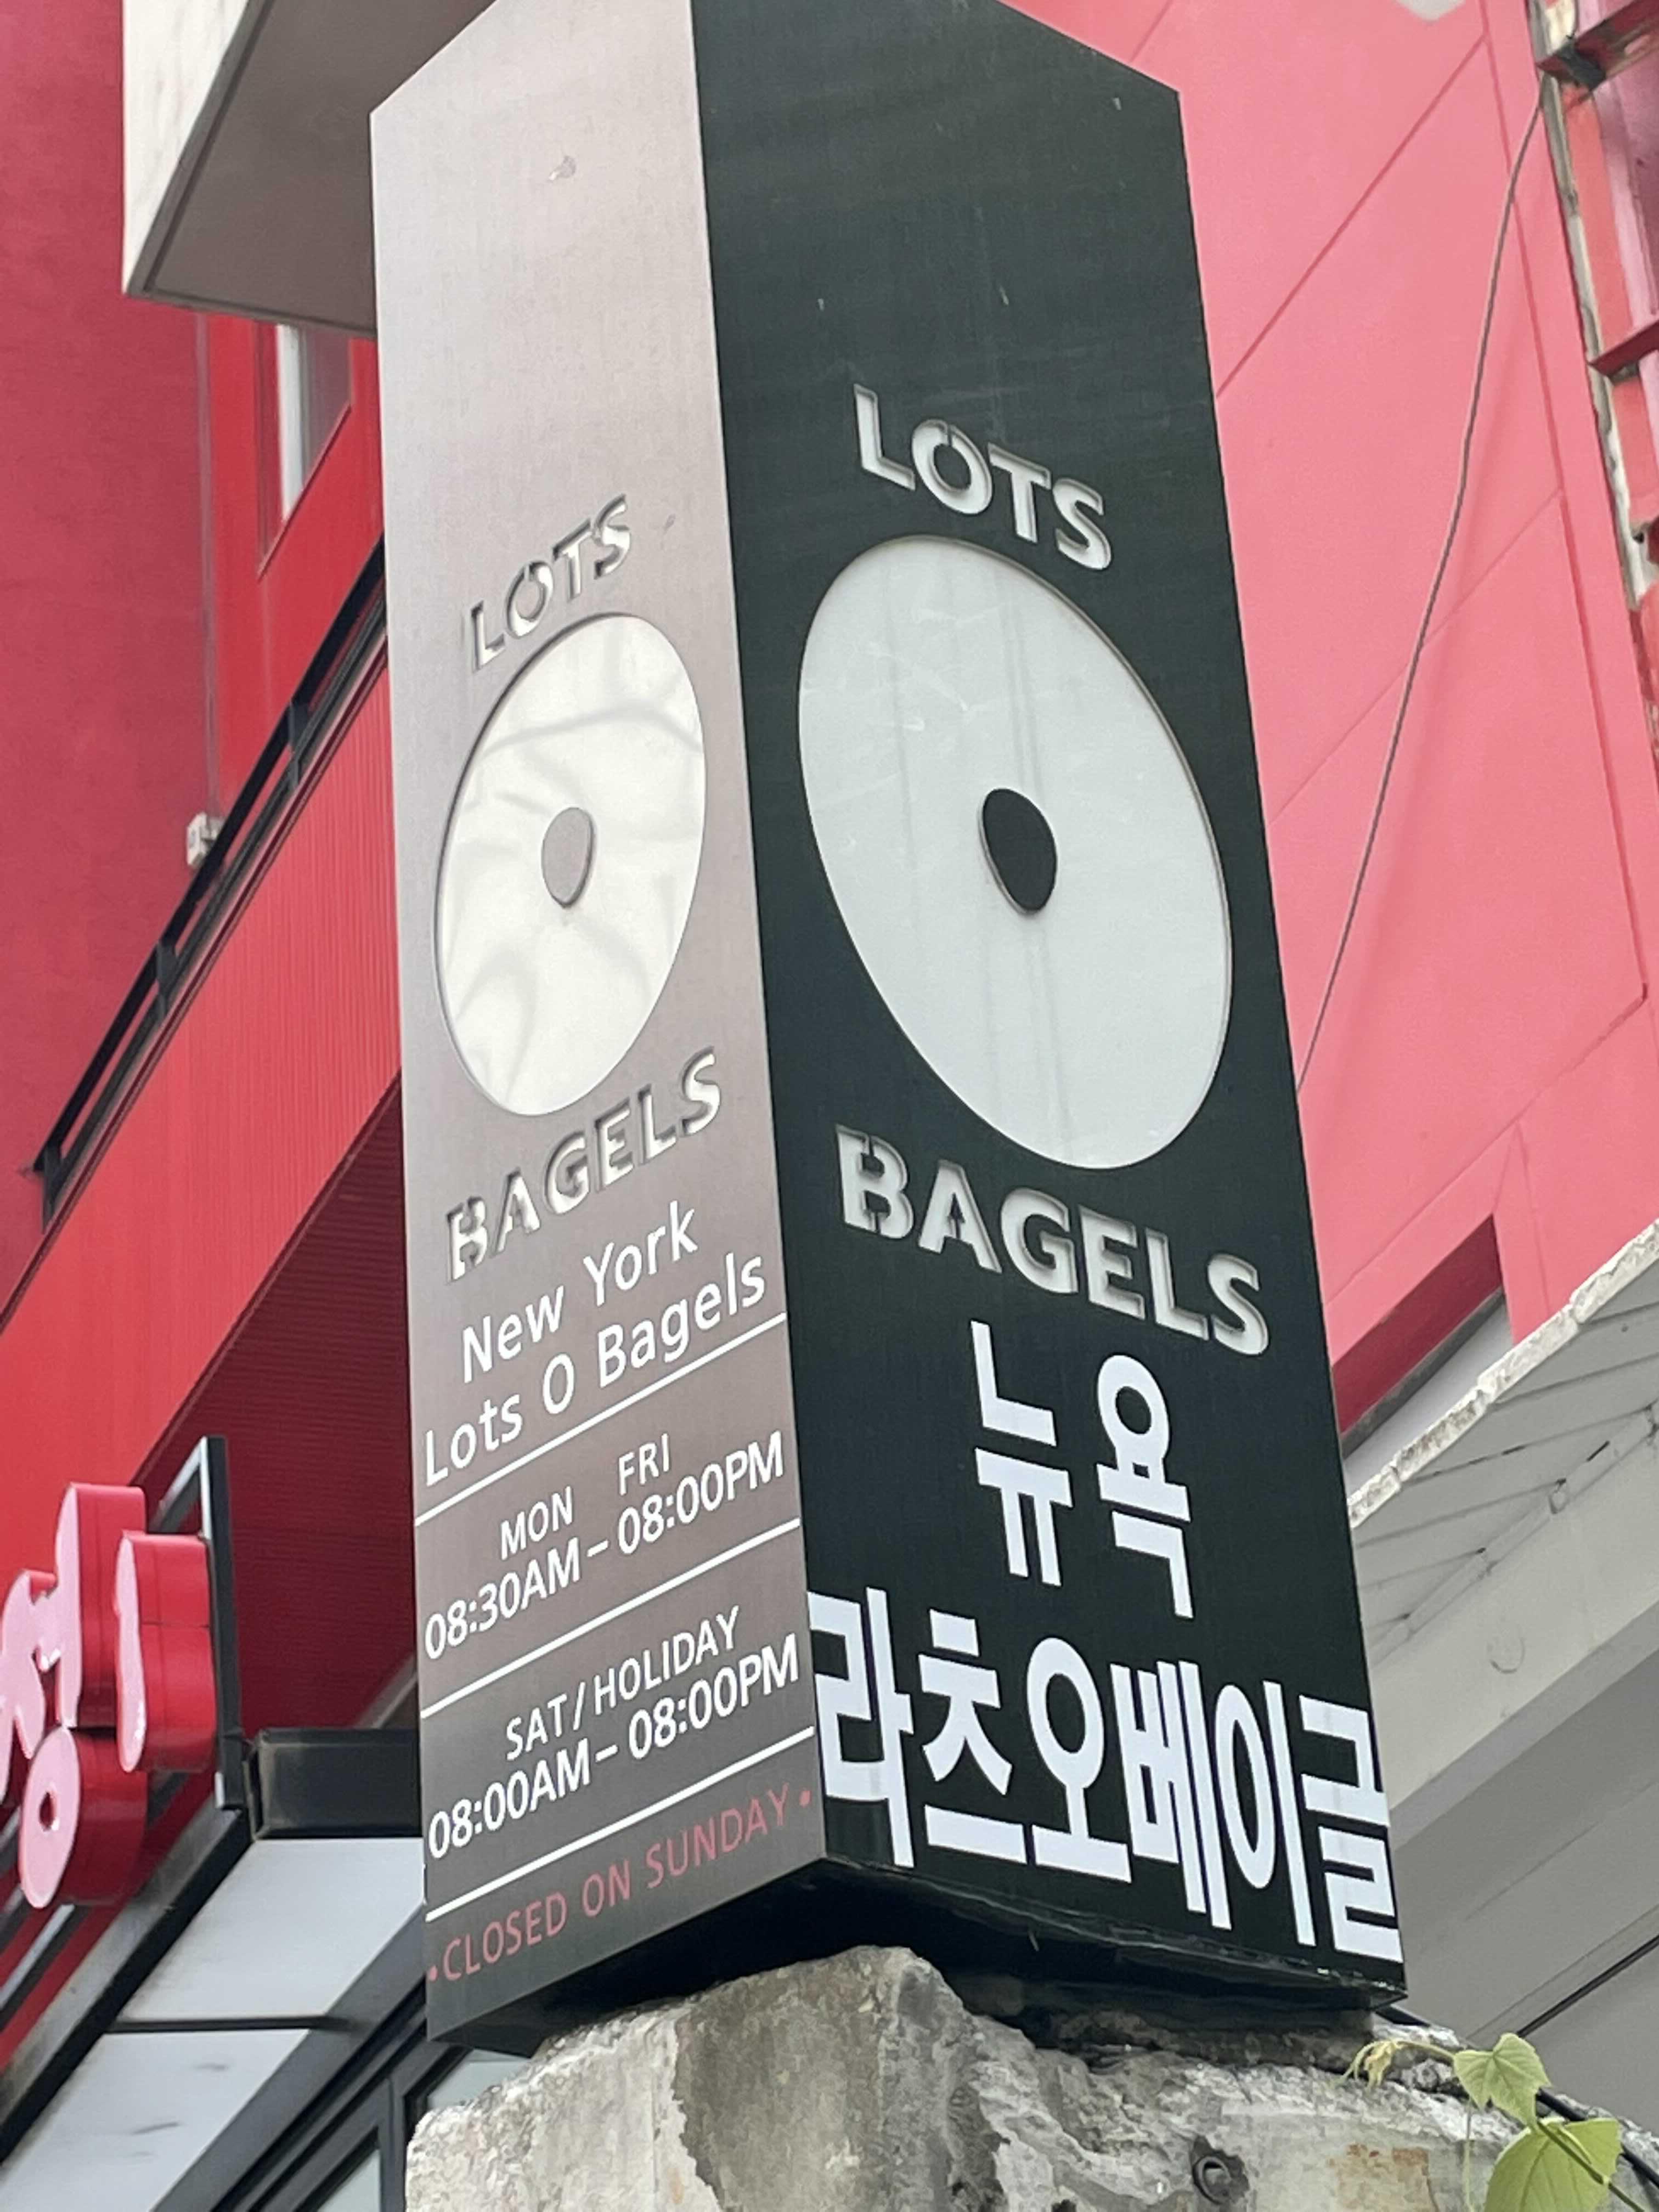 LOTS
BAGELS
New York
Lots O Bagels
MON FRI
08:30AM - 08:00PM
SAT/HOLIDAY
08:00AM - 08:00PM
•CLOSED ON SUNDAY•
LOTS
BAGELS
뉴욕
라츠오베이글